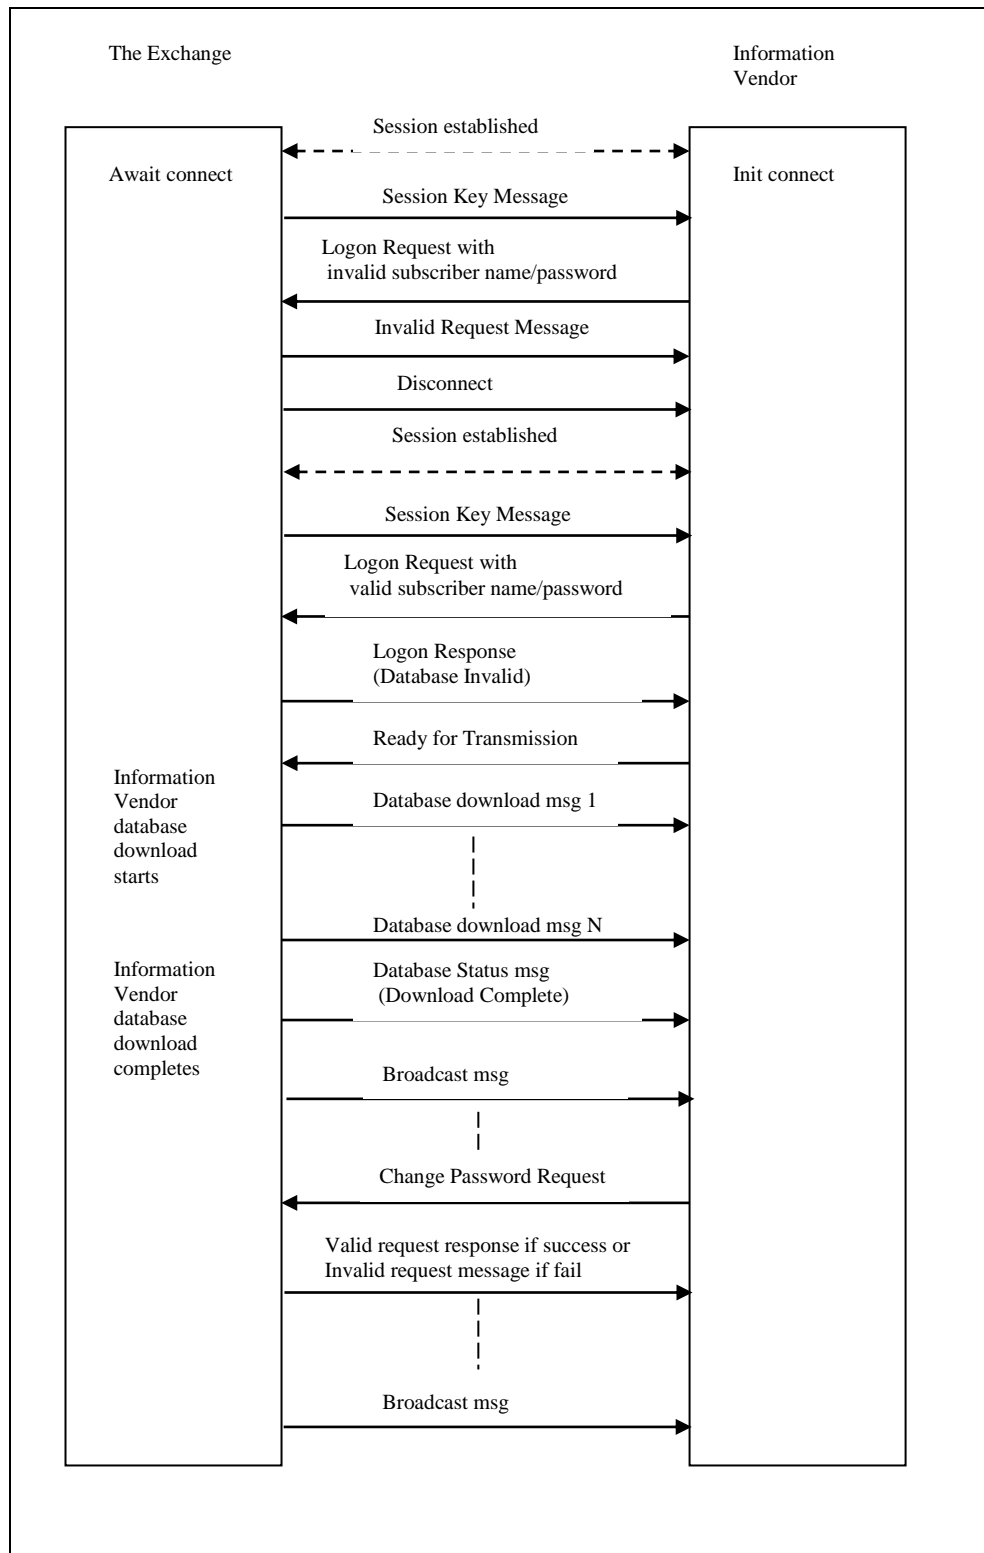 The Exchange
Information
Vendor
Session established
Await connect
Init connect
Session Key Message
Logon Request with
invalid subscriber name/password
Invalid Request Message
Disconnect
Session established
Session Key Message
Logon Request with
valid subscriber name/password
Logon Response
(Database Invalid)
Ready for Transmission
Information
Vendor
database
download
starts
Database download msg 1
Database download msg N
Information
Vendor
database
download
completes
Database Status msg
(Download Complete)
Broadcast msg
Change Password Request
Valid request response if success or
Invalid request message if fail
Broadcast msg